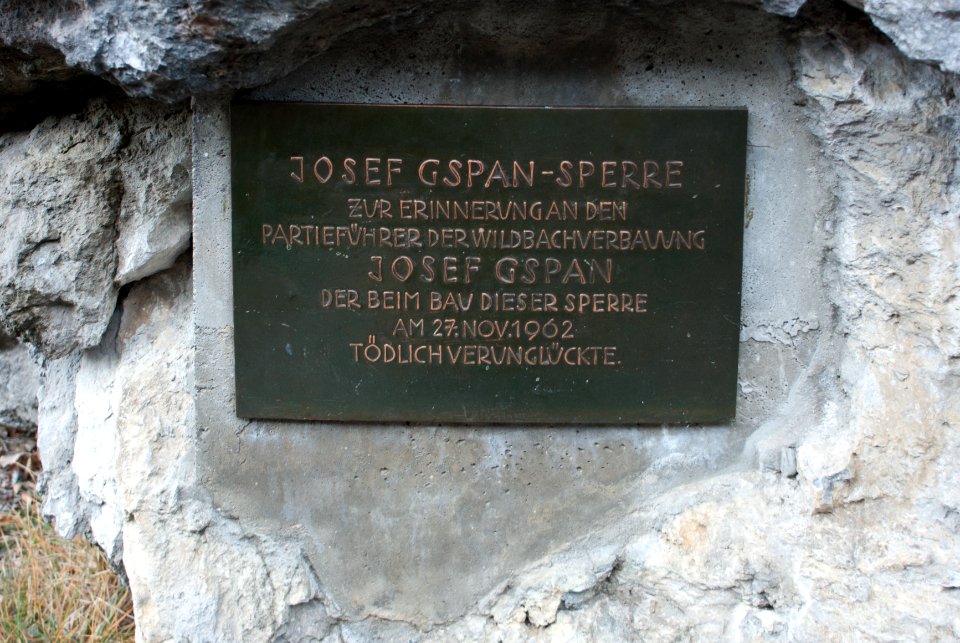 JOSEF GSPAN-SPERRE
ZUR ERINNERUNG AN DEN
PARTIEFÜHRER DER WILDBACHVERBAUUNG
JOSEF GSPAN
DER BEIM BAU DIESER SPERRE
AM 27. NOV. 1962
TÖDLICH VERUNGLÜCKTE.